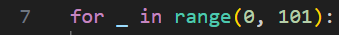 7 for _ in range(0, 101):